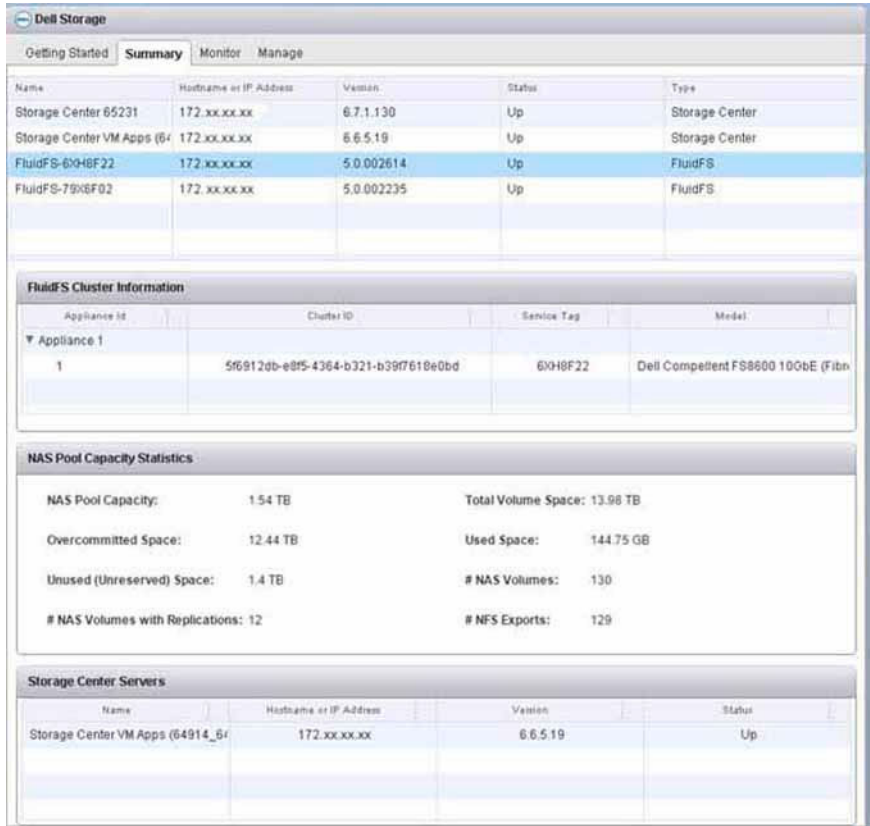 Dell Storage
Getting Started Summary Monitor Manage
Name Hostname or IP Address Version Status Type
Storage Center 65231 172.xx.xx.xx 6.7.1.130 Up Storage Center
Storage Center VM Apps (64 172.xx.xx.xx 6.6.5.19 Up Storage Center
FluidFS-6XH8F22 172.xx.xx.xx 5.0.002614 Up FluidFS
FluidFS-79X6F02 172.xx.xx.xx 5.0.002235 Up FluidFS
FluidFS Cluster Information
Appliance Id Cluster ID Service Tag Model
Appliance 1
1 5f6912db-e8f5-4364-b321-b39f7618e0bd 6XH8F22 Dell Compellent FS8600 10GbE (Fibr
NAS Pool Capacity Statistics
NAS Pool Capacity: 1.54 TB Total Volume Space: 13.98 TB
Overcommitted Space: 12.44 TB Used Space: 144.75 GB
Unused (Unreserved) Space: 1.4 TB # NAS Volumes: 130
# NAS Volumes with Replications: 12 # NFS Exports: 129
Storage Center Servers
Name Hostname or IP Address Version Status
Storage Center VM Apps (64914_64 172.xx.xx.xx 6.6.5.19 Up